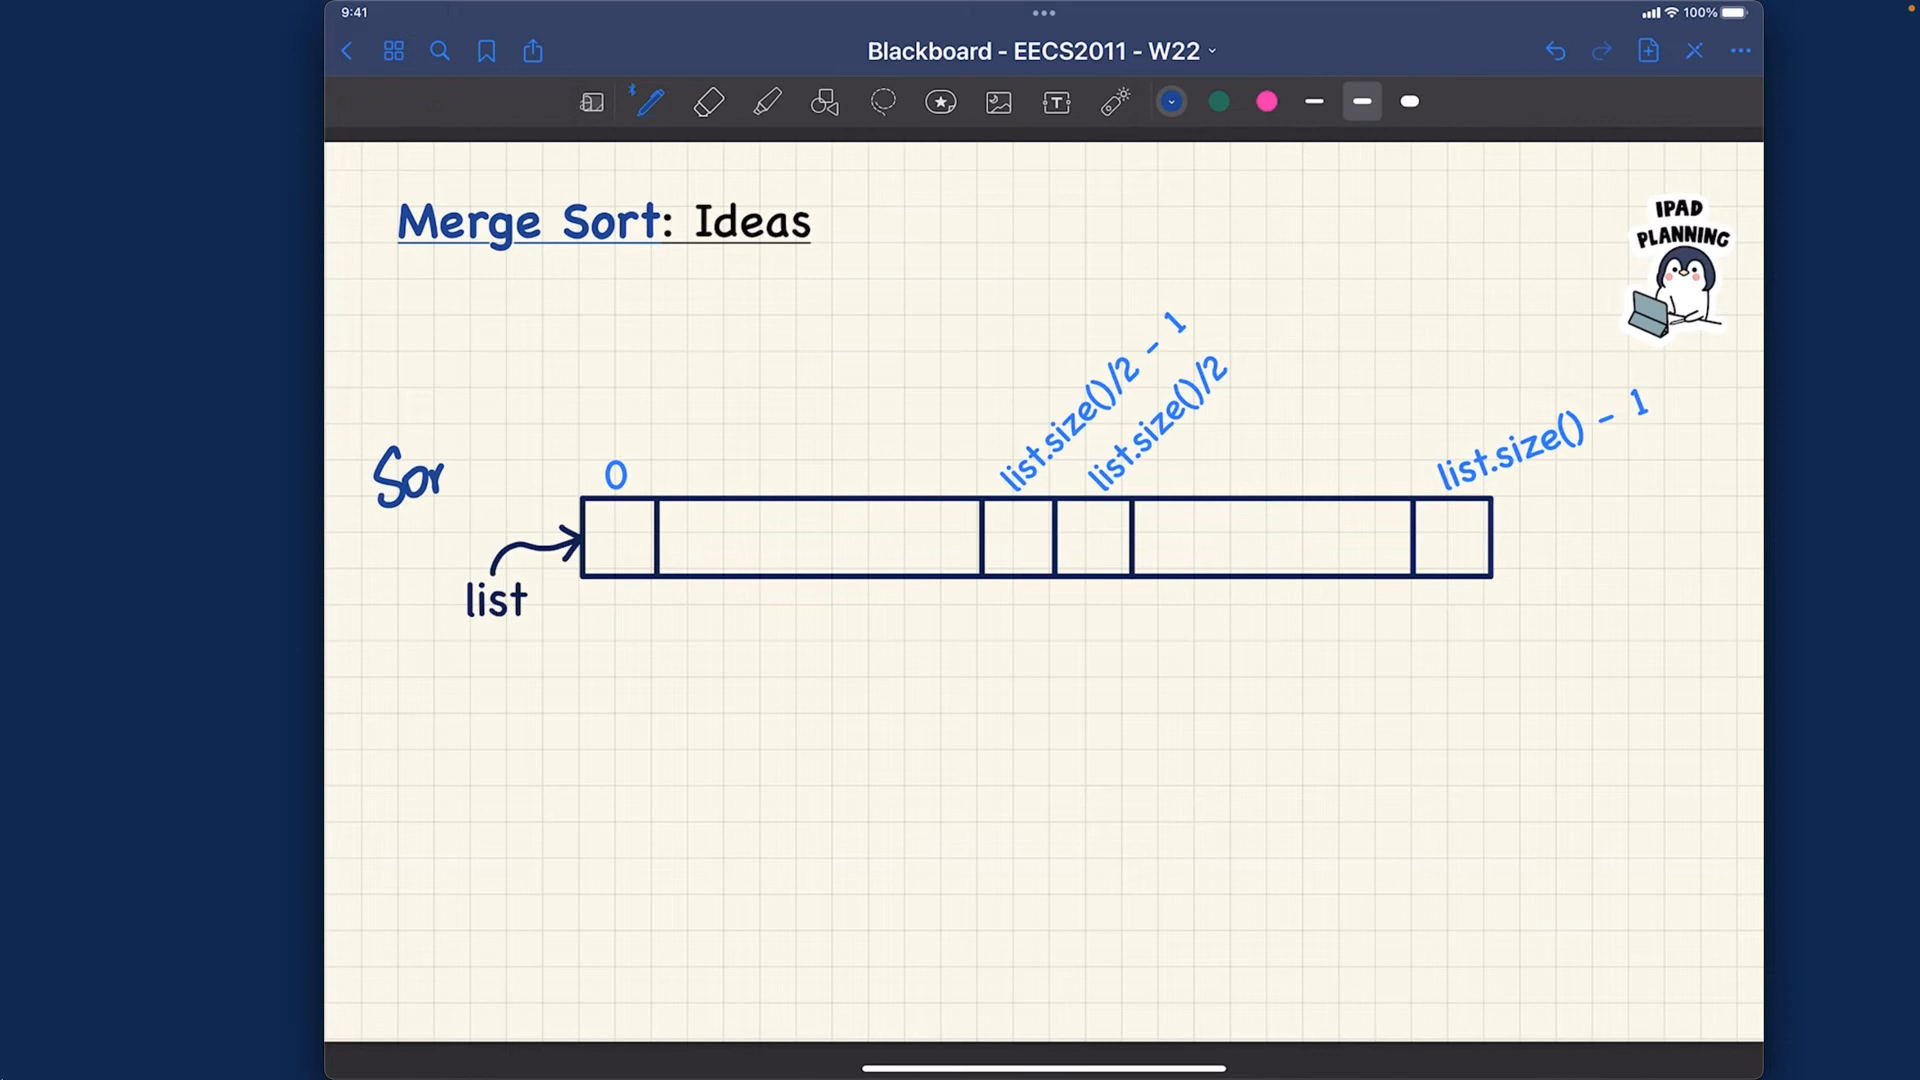 9:41
100%
Blackboard - EECS2011 - W22
Merge Sort: Ideas
IPAD
PLANNING
list.size()/2 - 1
list.size()/2
list.size() - 1
Sor
0
list